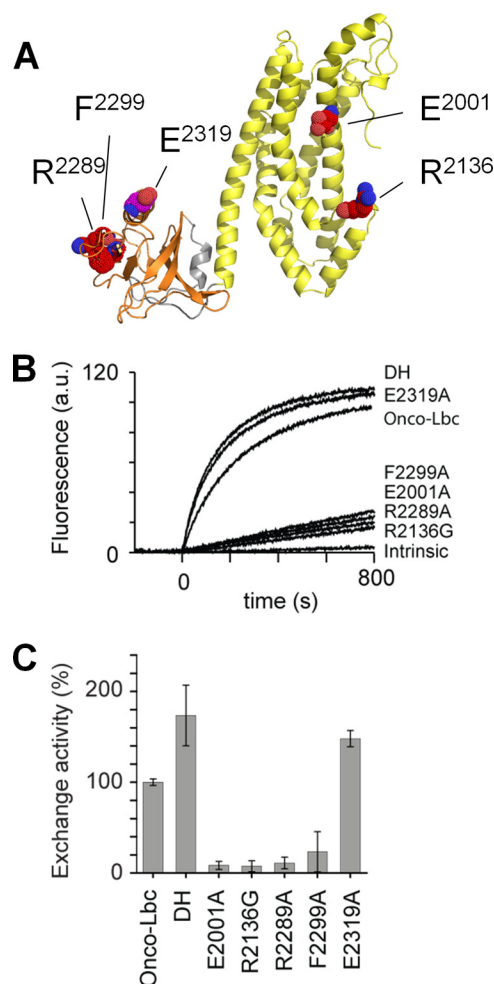 A
F2299
R2289
E2319
E2001
R2136
B
Fluorescence (a.u.)
120
0
DH
E2319A
Onco-Lbc
F2299A
E2001A
R2289A
R2136G
Intrinsic
0
800
time (s)
C
Exchange activity (%)
200
100
0
Onco-Lbc
DH
E2001A
R2136G
R2289A
F2299A
E2319A